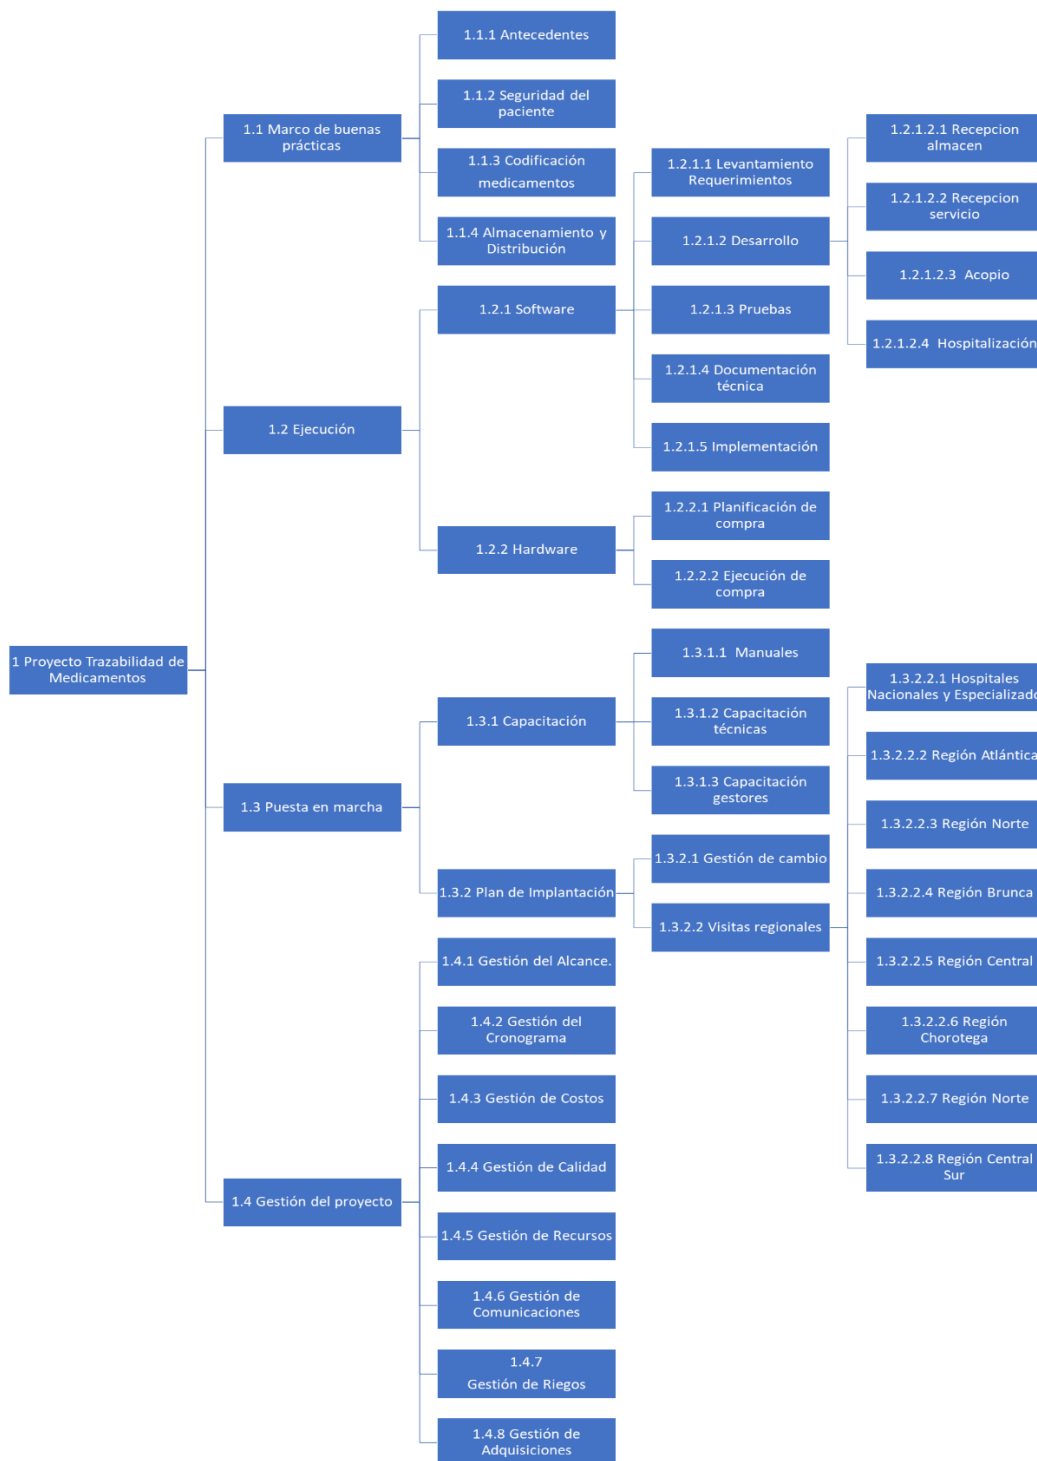 1 Proyecto Trazabilidad de
Medicamentos
1.1 Marco de buenas
prácticas
1.1.1 Antecedentes
1.1.2 Seguridad del
paciente
1.1.3 Codificación
medicamentos
1.1.4 Almacenamiento y
Distribución
1.2 Ejecución
1.2.1 Software
1.2.1.1 Levantamiento
Requerimientos
1.2.1.2 Desarrollo
1.2.1.2.1 Recepcion
almacen
1.2.1.2.2 Recepcion
servicio
1.2.1.2.3 Acopio
1.2.1.2.4 Hospitalización
1.2.1.3 Pruebas
1.2.1.4 Documentación
técnica
1.2.1.5 Implementación
1.2.2 Hardware
1.2.2.1 Planificación de
compra
1.2.2.2 Ejecución de
compra
1.3 Puesta en marcha
1.3.1 Capacitación
1.3.1.1 Manuales
1.3.1.2 Capacitación
técnicas
1.3.1.3 Capacitación
gestores
1.3.2 Plan de Implantación
1.3.2.1 Gestión de cambio
1.3.2.2 Visitas regionales
1.3.2.2.1 Hospitales
Nacionales y Especializado
1.3.2.2.2 Región Atlántica
1.3.2.2.3 Región Norte
1.3.2.2.4 Región Brunca
1.3.2.2.5 Región Central
1.3.2.2.6 Región
Chorotega
1.3.2.2.7 Región Norte
1.3.2.2.8 Región Central
Sur
1.4 Gestión del proyecto
1.4.1 Gestión del Alcance.
1.4.2 Gestión del
Cronograma
1.4.3 Gestión de Costos
1.4.4 Gestión de Calidad
1.4.5 Gestión de Recursos
1.4.6 Gestión de
Comunicaciones
1.4.7
Gestión de Riegos
1.4.8 Gestión de
Adquisiciones